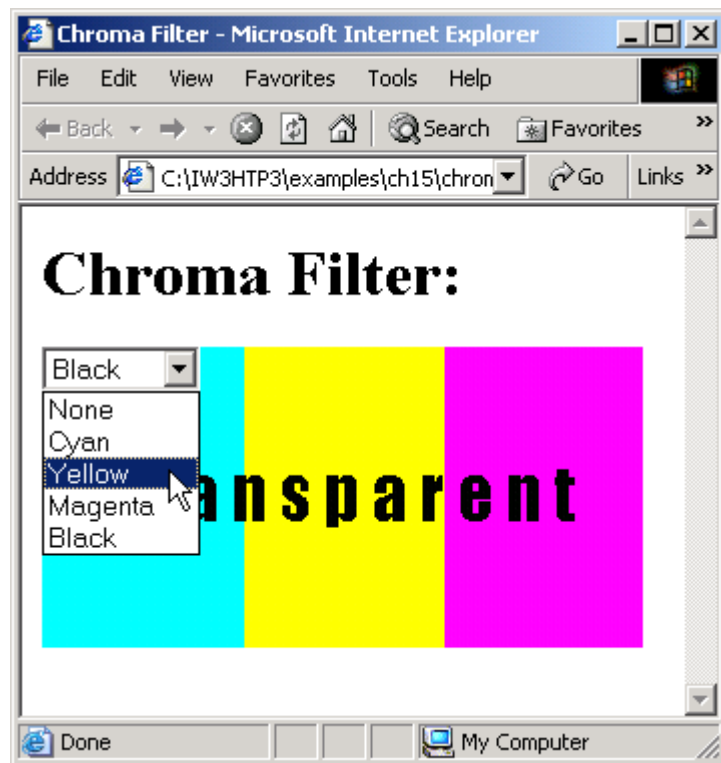 Chroma Filter - Microsoft Internet Explorer
File Edit View Favorites Tools Help
Back Search Favorites »
Address C:\IW3HTP3\examples\ch15\chrom Go Links »
Chroma Filter:
Black
None
Cyan
Yellow
Magenta
Black
ansparent
Done My Computer